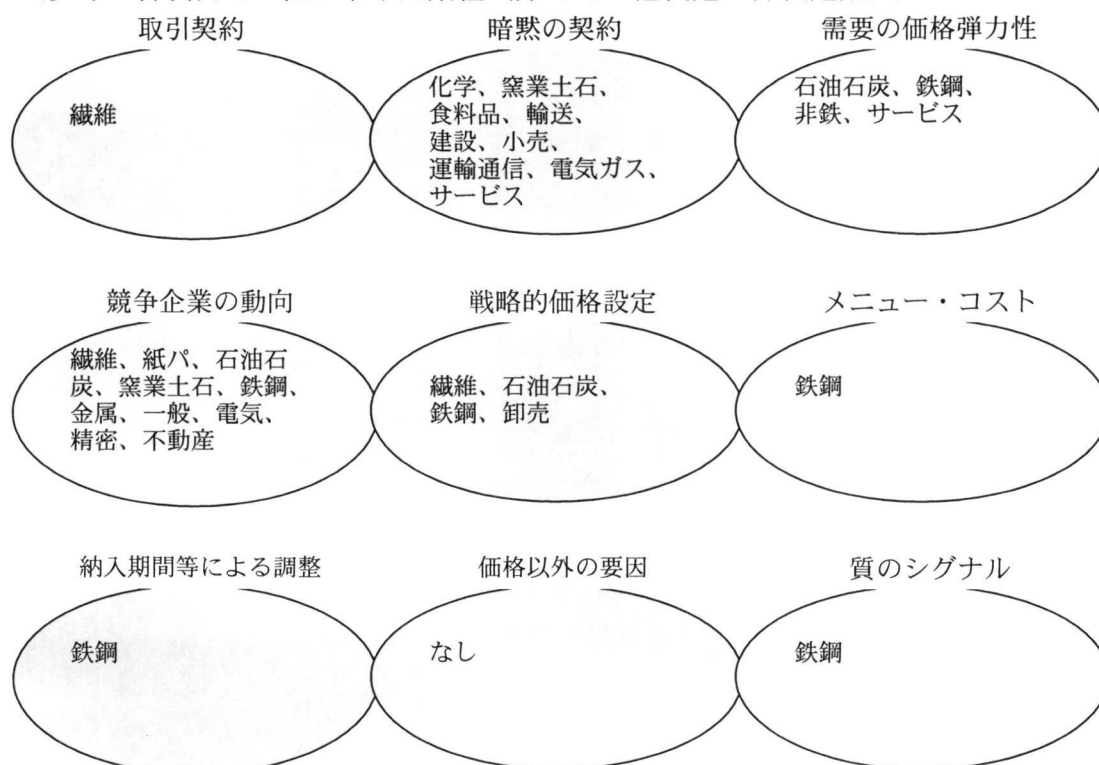 取引契約
暗黙の契約
需要の価格弾力性
繊維
化学、窯業土石、
食料品、輸送、
建設、小売、
運輸通信、電気ガス、
サービス
石油石炭、鉄鋼、
非鉄、サービス
競争企業の動向
戦略的価格設定
メニュー・コスト
繊維、紙パ、石油石
炭、窯業土石、鉄鋼、
金属、一般、電気、
精密、不動産
繊維、石油石炭、
鉄鋼、卸売
鉄鋼
納入期間等による調整
価格以外の要因
質のシグナル
鉄鋼
なし
鉄鋼